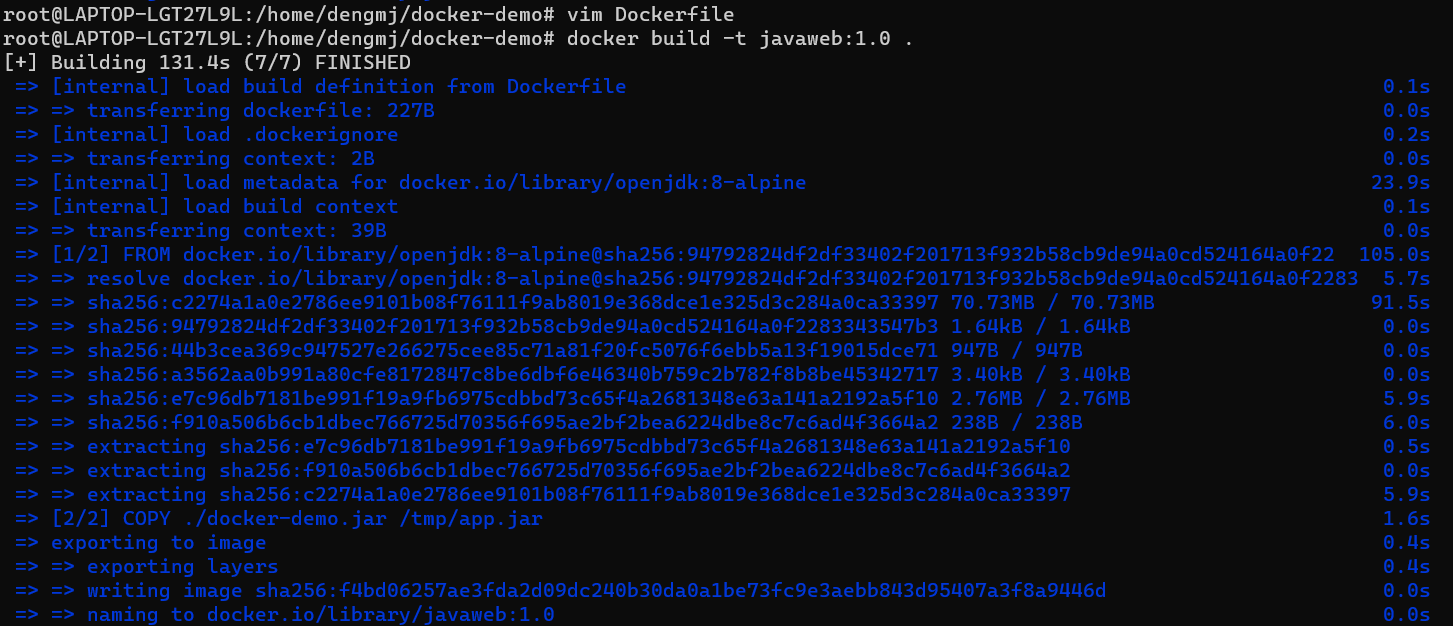 root@LAPTOP-LGT27L9L:/home/dengmj/docker-demo# vim Dockerfile
root@LAPTOP-LGT27L9L:/home/dengmj/docker-demo# docker build -t javaweb:1.0 .
[+] Building 131.4s (7/7) FINISHED
=> [internal] load build definition from Dockerfile 0.1s
=> => transferring dockerfile: 227B 0.0s
=> [internal] load .dockerignore 0.2s
=> => transferring context: 2B 0.0s
=> [internal] load metadata for docker.io/library/openjdk:8-alpine 23.9s
=> [internal] load build context 0.1s
=> => transferring context: 39B 0.0s
=> [1/2] FROM docker.io/library/openjdk:8-alpine@sha256:94792824df2df33402f201713f932b58cb9de94a0cd524164a0f22 105.0s
=> => resolve docker.io/library/openjdk:8-alpine@sha256:94792824df2df33402f201713f932b58cb9de94a0cd524164a0f2283 5.7s
=> => sha256:c2274a1a0e2786ee9101b08f76111f9ab8019e368dce1e325d3c284a0ca33397 70.73MB / 70.73MB 91.5s
=> => sha256:94792824df2df33402f201713f932b58cb9de94a0cd524164a0f2283343547b3 1.64kB / 1.64kB 0.0s
=> => sha256:44b3cea369c947527e266275cee85c71a81f20fc5076f6ebb5a13f19015dce71 947B / 947B 0.0s
=> => sha256:a3562aa0b991a80cfe8172847c8be6dbf6e46340b759c2b782f8b8be45342717 3.40kB / 3.40kB 0.0s
=> => sha256:e7c96db7181be991f19a9fb6975cdbbd73c65f4a2681348e63a141a2192a5f10 2.76MB / 2.76MB 5.9s
=> => sha256:f910a506b6cb1dbec766725d70356f695ae2bf2bea6224dbe8c7c6ad4f3664a2 238B / 238B 6.0s
=> => extracting sha256:e7c96db7181be991f19a9fb6975cdbbd73c65f4a2681348e63a141a2192a5f10 0.5s
=> => extracting sha256:f910a506b6cb1dbec766725d70356f695ae2bf2bea6224dbe8c7c6ad4f3664a2 0.0s
=> => extracting sha256:c2274a1a0e2786ee9101b08f76111f9ab8019e368dce1e325d3c284a0ca33397 5.9s
=> [2/2] COPY ./docker-demo.jar /tmp/app.jar 1.6s
=> exporting to image 0.4s
=> => exporting layers 0.4s
=> => writing image sha256:f4bd06257ae3fda2d09dc240b30da0a1be73fc9e3aebb843d95407a3f8a9446d 0.0s
=> => naming to docker.io/library/javaweb:1.0 0.0s